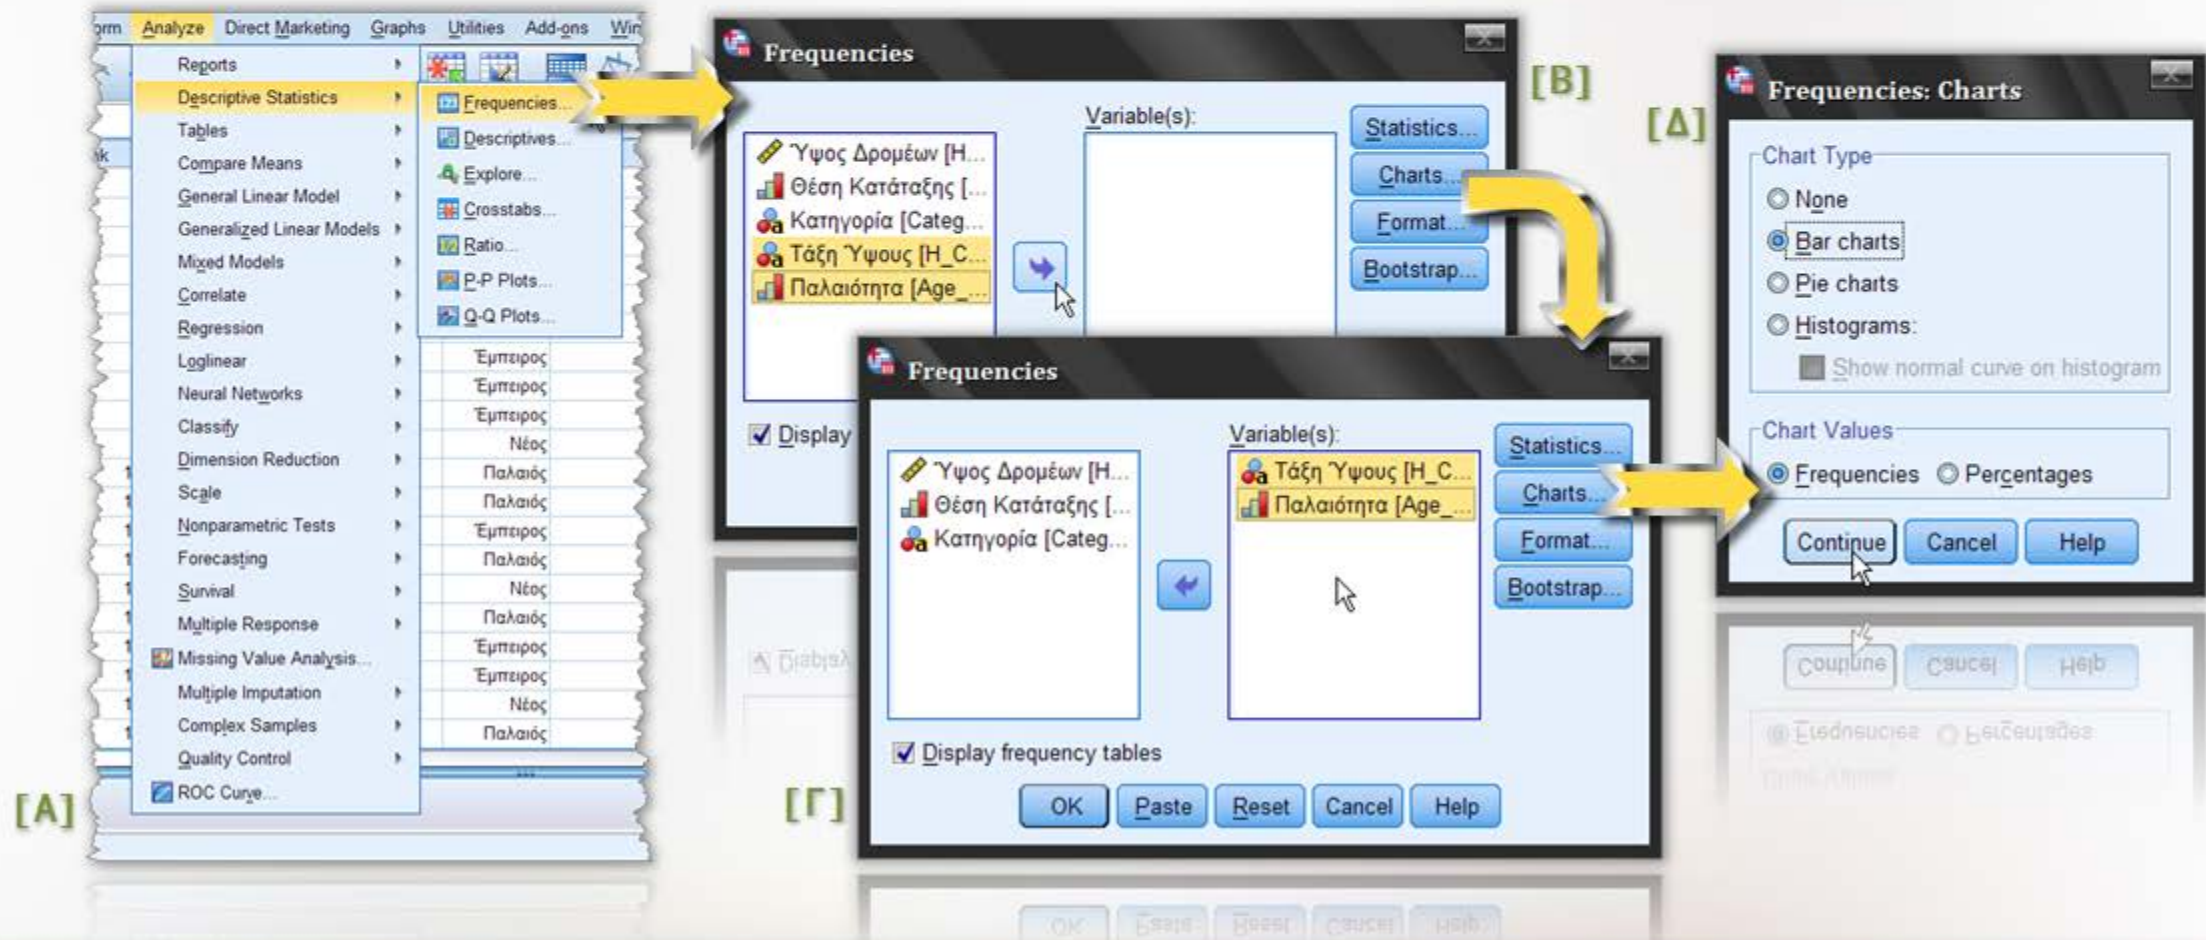 orm Analyze Direct Marketing Graphs Utilities Add-ons Win
Reports
Descriptive Statistics
Tables
Compare Means
General Linear Model
Generalized Linear Models
Mixed Models
Correlate
Regression
Loglinear
Neural Networks
Classify
Dimension Reduction
Scale
Nonparametric Tests
Forecasting
Survival
Multiple Response
Missing Value Analysis...
Multiple Imputation
Complex Samples
Quality Control
ROC Curve...
Frequencies...
Descriptives...
Explore...
Crosstabs...
Ratio...
P-P Plots...
Q-Q Plots...
Έμπειρος
Έμπειρος
Έμπειρος
Νέος
Παλαιός
Παλαιός
Έμπειρος
Παλαιός
Νέος
Παλαιός
Έμπειρος
Έμπειρος
Νέος
Παλαιός
[Α]
Frequencies
[Β]
Variable(s):
Ύψος Δρομέων [H...
Θέση Κατάταξης [...
Κατηγορία [Categ...
Τάξη Ύψους [H_C...
Παλαιότητα [Age_...
Statistics...
Charts...
Format...
Bootstrap...
Display
Frequencies
Variable(s):
Ύψος Δρομέων [H...
Θέση Κατάταξης [...
Κατηγορία [Categ...
Τάξη Ύψους [H_C...
Παλαιότητα [Age_...
Statistics...
Charts...
Format...
Bootstrap...
Display frequency tables
OK Paste Reset Cancel Help
[Γ]
[Δ]
Frequencies: Charts
Chart Type
None
Bar charts
Pie charts
Histograms:
Show normal curve on histogram
Chart Values
Frequencies Percentages
Continue Cancel Help